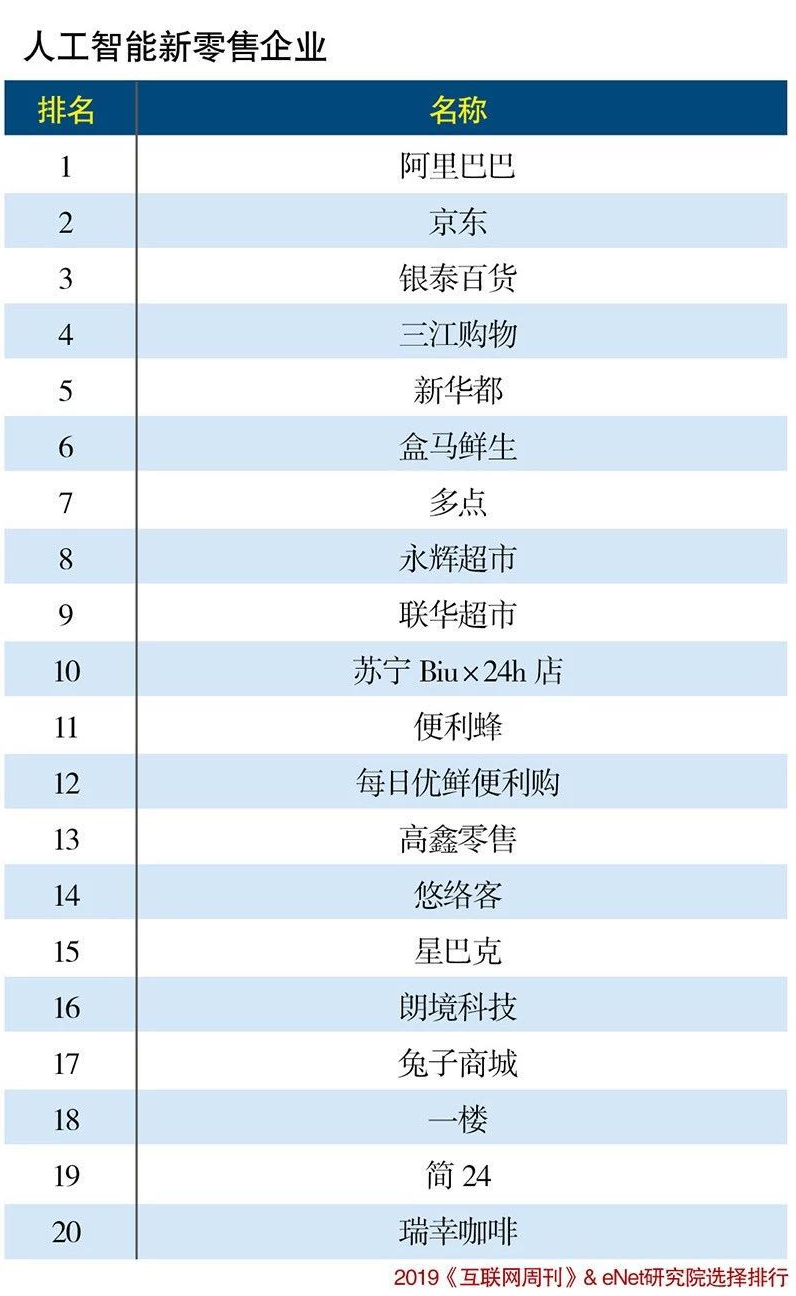 人工智能新零售企业
排名 名称
1 阿里巴巴
2 京东
3 银泰百货
4 三江购物
5 新华都
6 盒马鲜生
7 多点
8 永辉超市
9 联华超市
10 苏宁 Biu×24h 店
11 便利蜂
12 每日优鲜便利购
13 高鑫零售
14 悠络客
15 星巴克
16 朗境科技
17 兔子商城
18 一楼
19 简 24
20 瑞幸咖啡
2019《互联网周刊》& eNet研究院选择排行